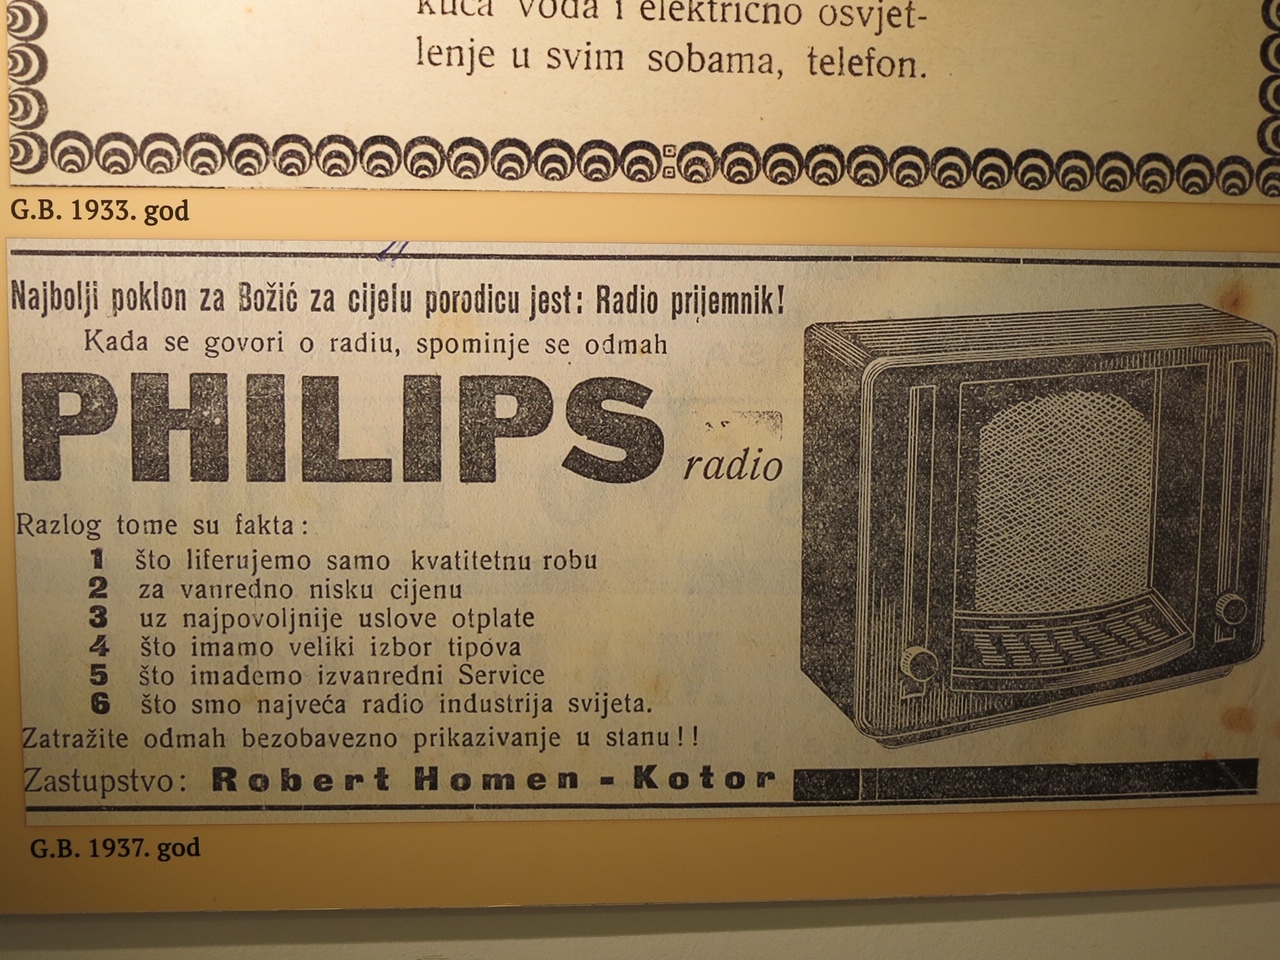 kuća voda i električno osvjet-
lenje u svim sobama, telefon.
G.B. 1933. god
Najbolji poklon za Božić za cijelu porodicu jest: Radio prijemnik!
Kada se govori o radiu, spominje se odmah
PHILIPS radio
Razlog tome su fakta:
1 što liferujemo samo kvatitetnu robu
2 za vanredno nisku cijenu
3 uz najpovoljnije uslove otplate
4 što imamo veliki izbor tipova
5 što imademo izvanredni Service
6 što smo najveća radio industrija svijeta.
Zatražite odmah bezobavezno prikazivanje u stanu!!
Zastupstvo: Robert Homen - Kotor
G.B. 1937. god